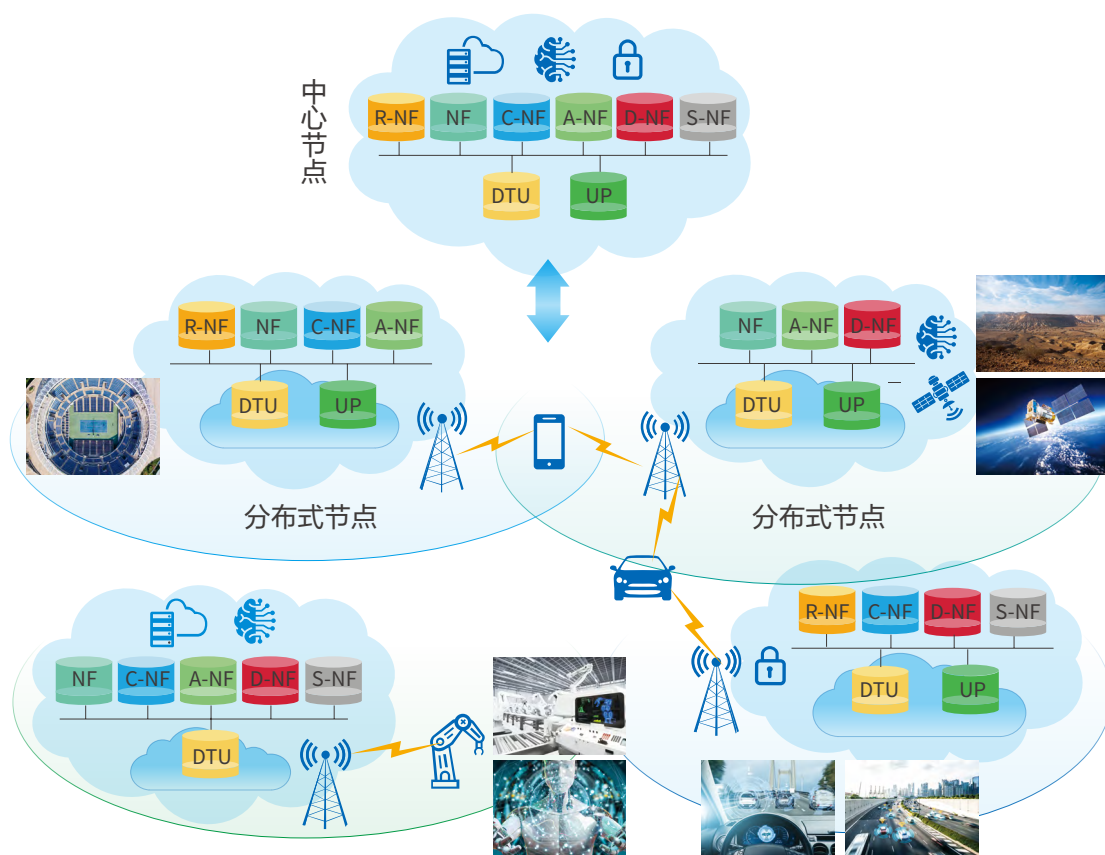 中心节点
R-NF NF C-NF A-NF D-NF S-NF
DTU UP
R-NF NF C-NF A-NF
DTU UP
分布式节点
NF A-NF D-NF
DTU UP
分布式节点
NF C-NF A-NF D-NF S-NF
DTU
R-NF C-NF D-NF S-NF
DTU UP